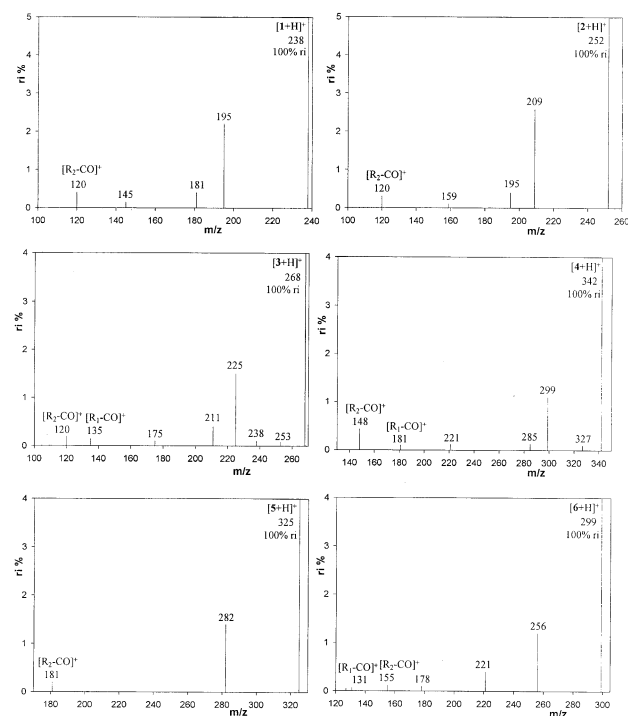 [1+H]⁺
238
100% ri
[R₂-CO]⁺
120
145
181
195
ri %
5
4
3
2
1
0
100 120 140 160 180 200 220 240
m/z
[2+H]⁺
252
100% ri
[R₂-CO]⁺
120
159
195
209
ri %
5
4
3
2
1
0
100 120 140 160 180 200 220 240 260
m/z
[3+H]⁺
268
100% ri
[R₂-CO]⁺ [R₁-CO]⁺
120 135
175
211
225
238
253
ri %
4
3
2
1
0
100 120 140 160 180 200 220 240 260
m/z
[4+H]⁺
342
100% ri
[R₂-CO]⁺
148
[R₁-CO]⁺
181
221
285
299
327
ri %
4
3
2
1
0
140 160 180 200 220 240 260 280 300 320 340
m/z
[5+H]⁺
325
100% ri
[R₂-CO]⁺
181
282
ri %
4
3
2
1
0
180 200 220 240 260 280 300 320
m/z
[6+H]⁺
299
100% ri
[R₁-CO]⁺ [R₂-CO]⁺
131 155
178
221
256
ri %
4
3
2
1
0
120 140 160 180 200 220 240 260 280 300
m/z